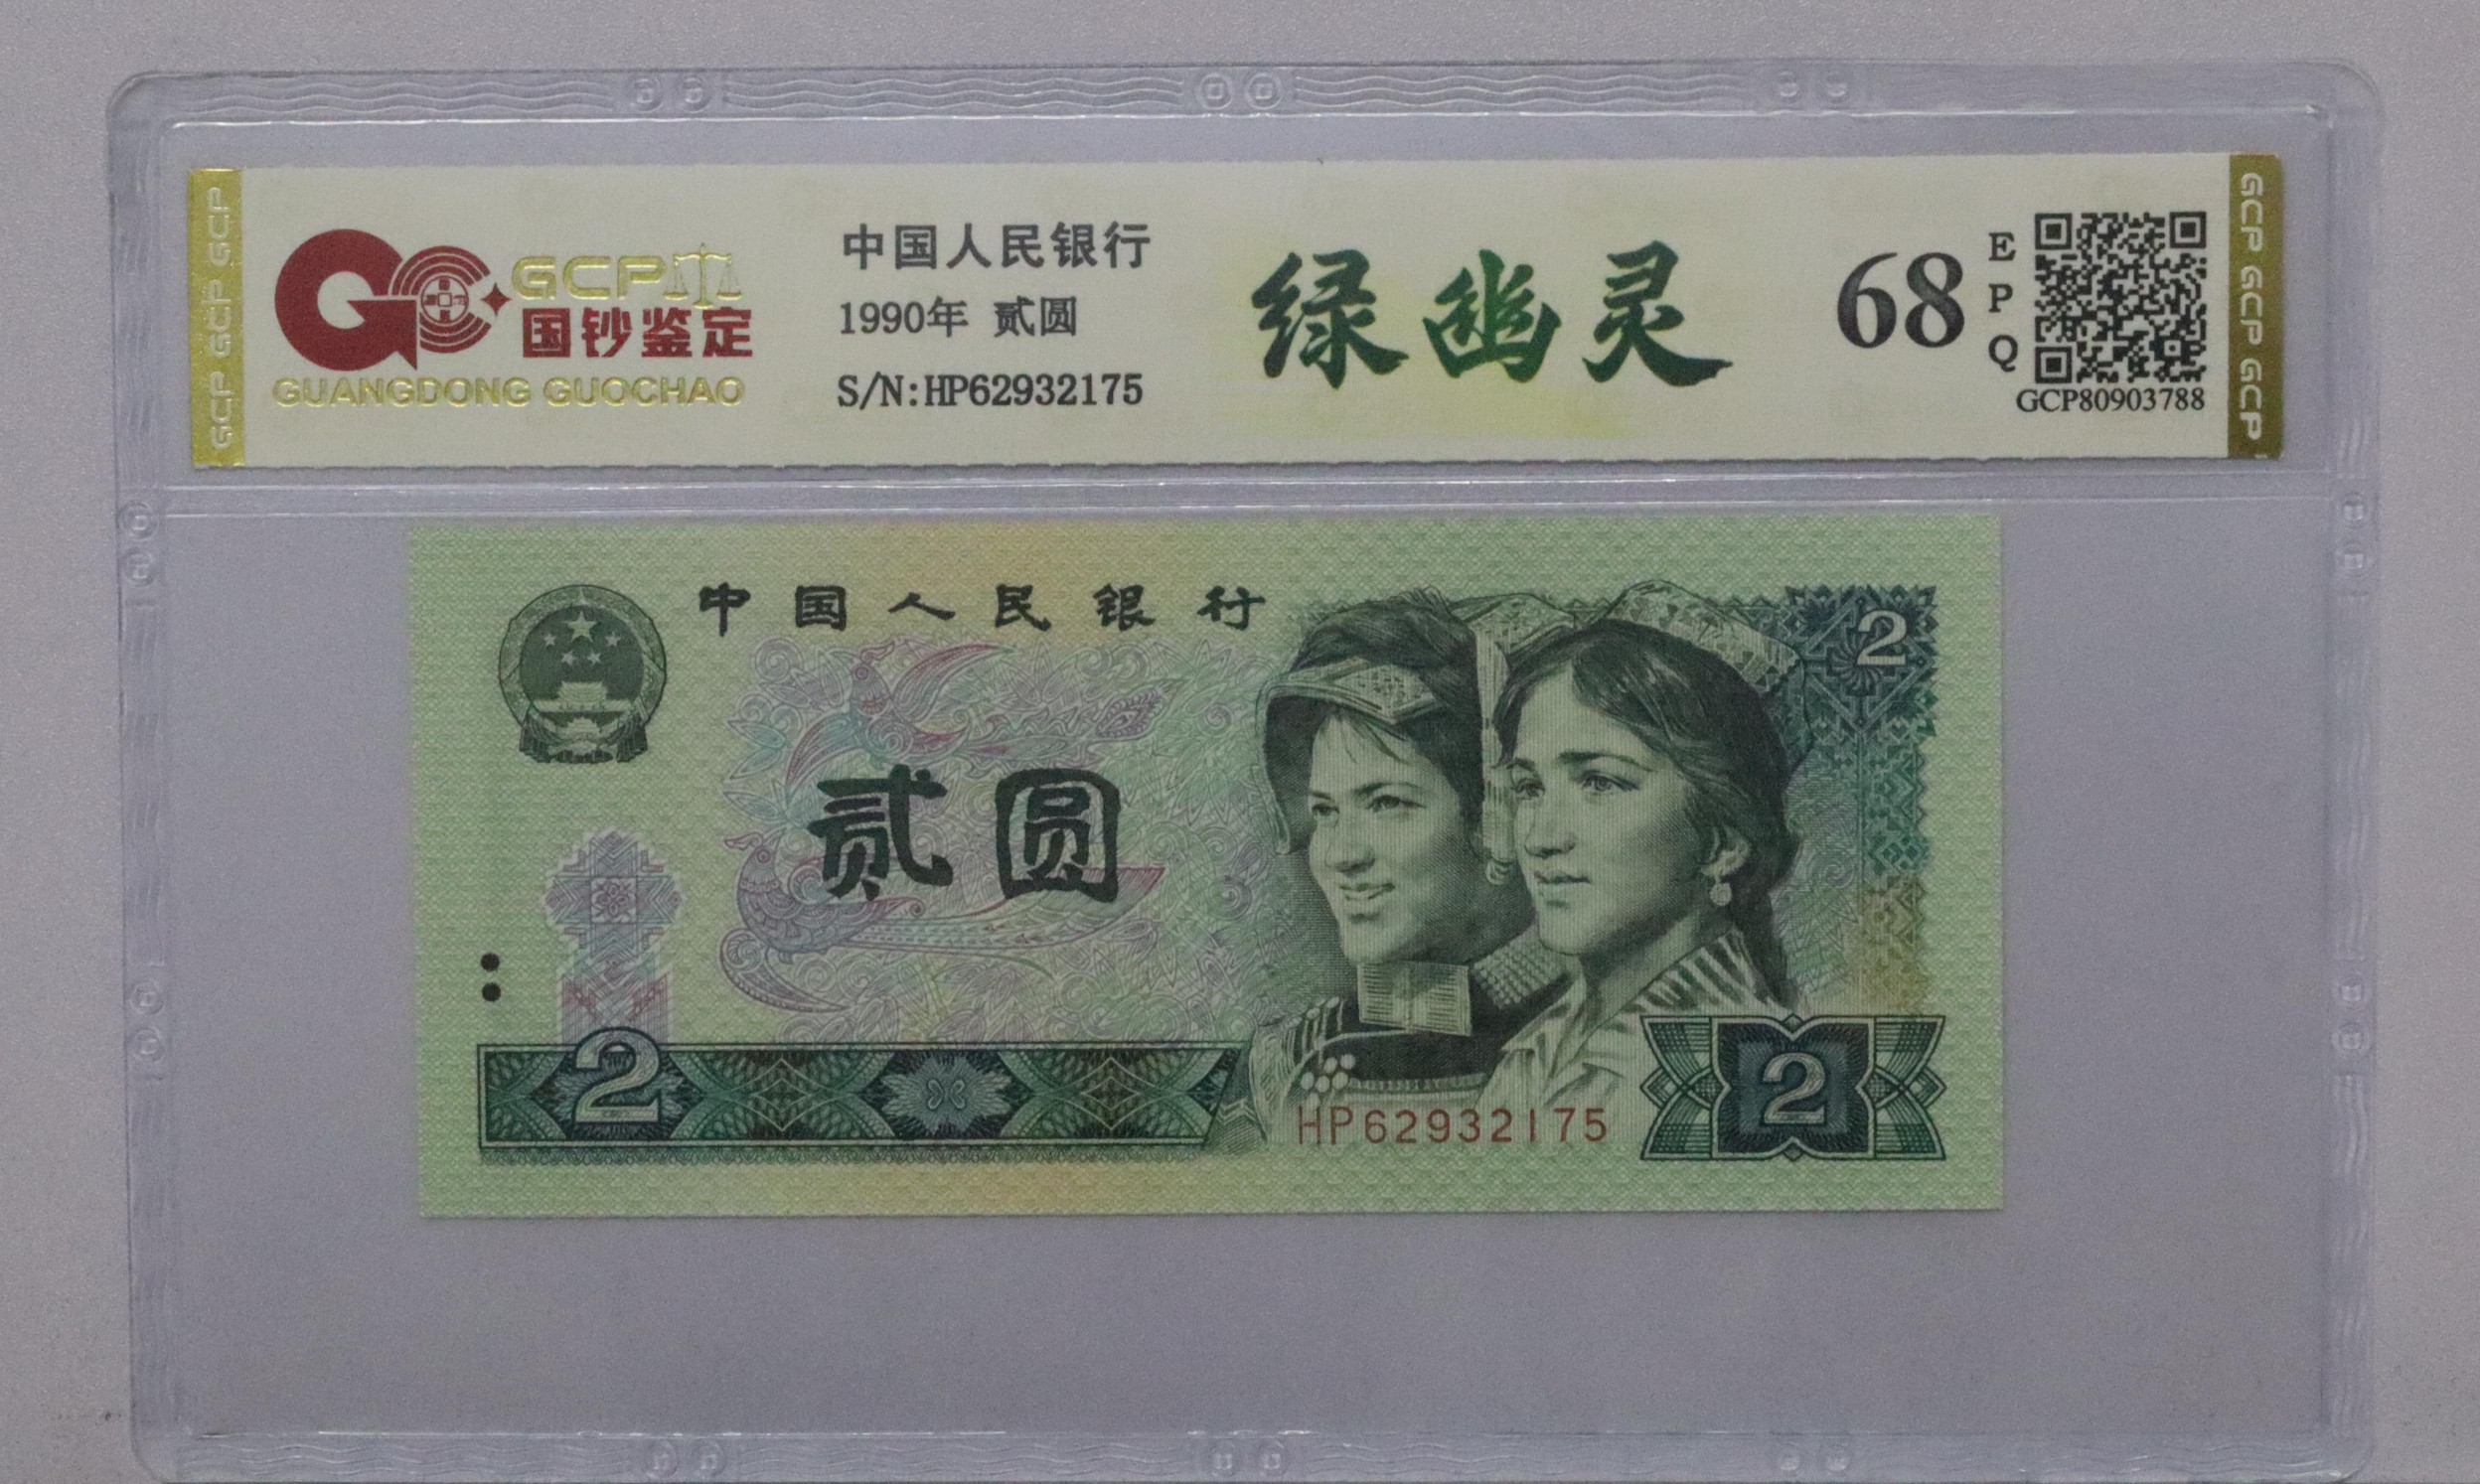 GCP
国钞鉴定
GUANGDONG GUOCHAO
中国人民银行
1990年 贰圆
S/N:HP62932175
绿幽灵
68
E
P
Q
GCP80903788
GCP GCP GCP
GCP GCP GCP
中国人民银行
2
贰圆
2
HP62932175
2